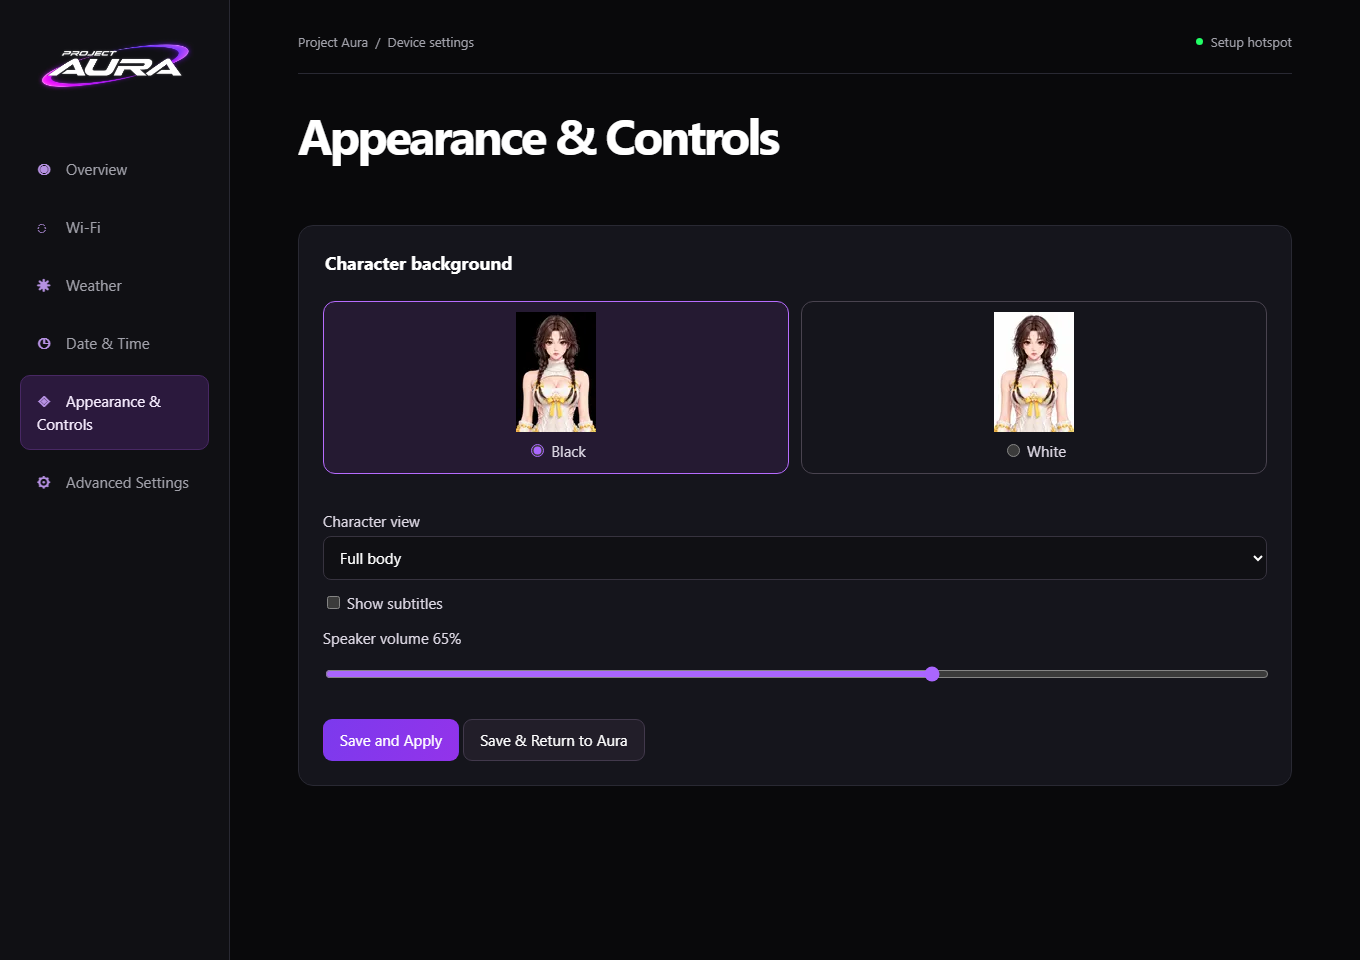 PROJECT
AURA
Project Aura / Device settings
Setup hotspot
Appearance & Controls
Overview
Wi-Fi
Weather
Date & Time
Appearance &
Controls
Advanced Settings
Character background
Black
White
Character view
Full body
Show subtitles
Speaker volume 65%
Save and Apply
Save & Return to Aura